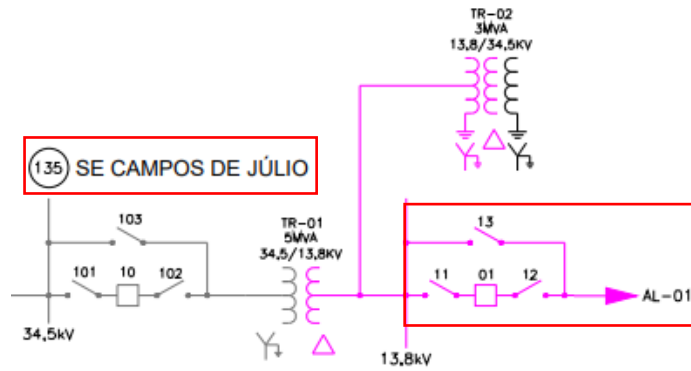 TR-02
3MVA
13.8/34.5KV
135 SE CAMPOS DE JÚLIO
103
TR-01
5MVA
34.5/13.8KV
13
101 10 102
11 01 12
AL-01
34,5kV
13.8kV